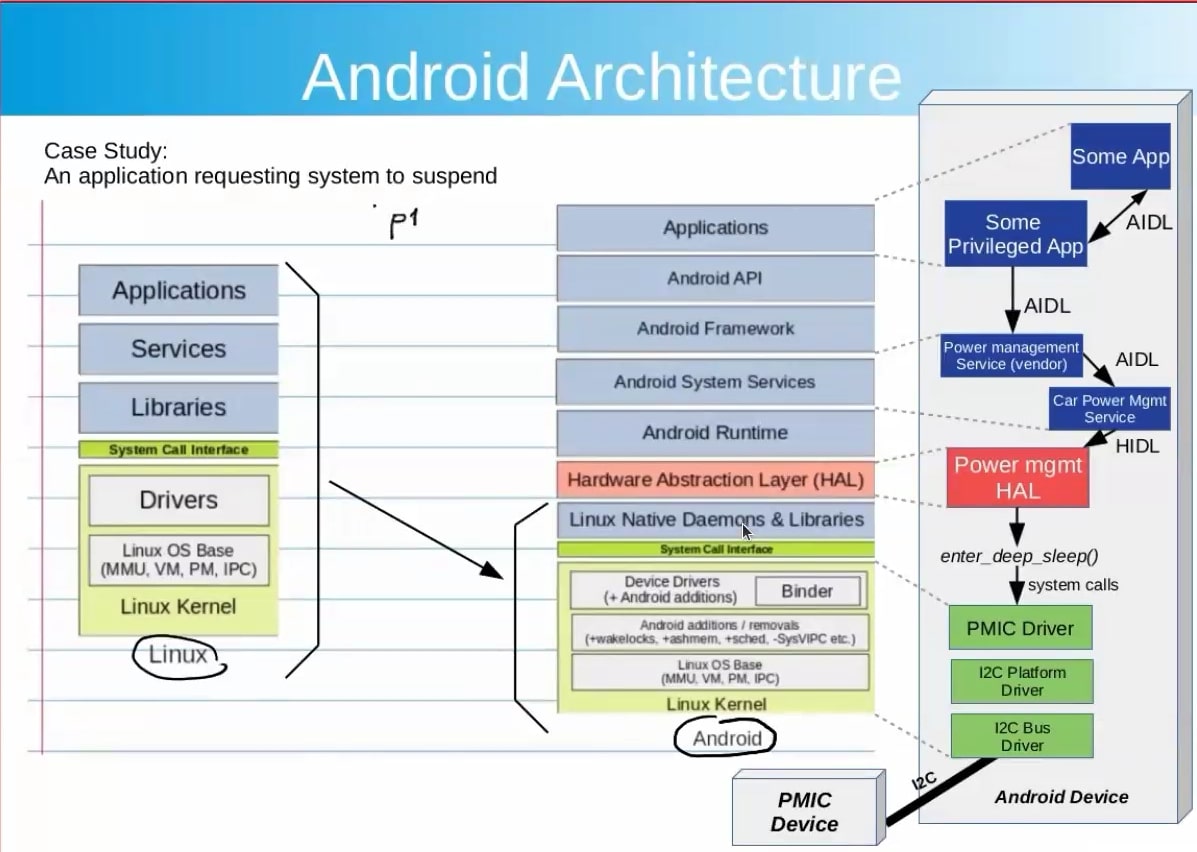 Android Architecture
Case Study:
An application requesting system to suspend
P1
Applications
Services
Libraries
System Call Interface
Drivers
Linux OS Base
(MMU, VM, PM, IPC)
Linux Kernel
Linux
Applications
Android API
Android Framework
Android System Services
Android Runtime
Hardware Abstraction Layer (HAL)
Linux Native Daemons & Libraries
System Call Interface
Device Drivers
(+ Android additions)
Binder
Android additions / removals
(+wakelocks, +ashmem, +sched, -SysVIPC etc.)
Linux OS Base
(MMU, VM, PM, IPC)
Linux Kernel
Android
Some App
AIDL
Some
Privileged App
AIDL
Power management
Service (vendor)
AIDL
Car Power Mgmt
Service
HIDL
Power mgmt
HAL
enter_deep_sleep()
system calls
PMIC Driver
I2C Platform
Driver
I2C Bus
Driver
I2C
Android Device
PMIC
Device